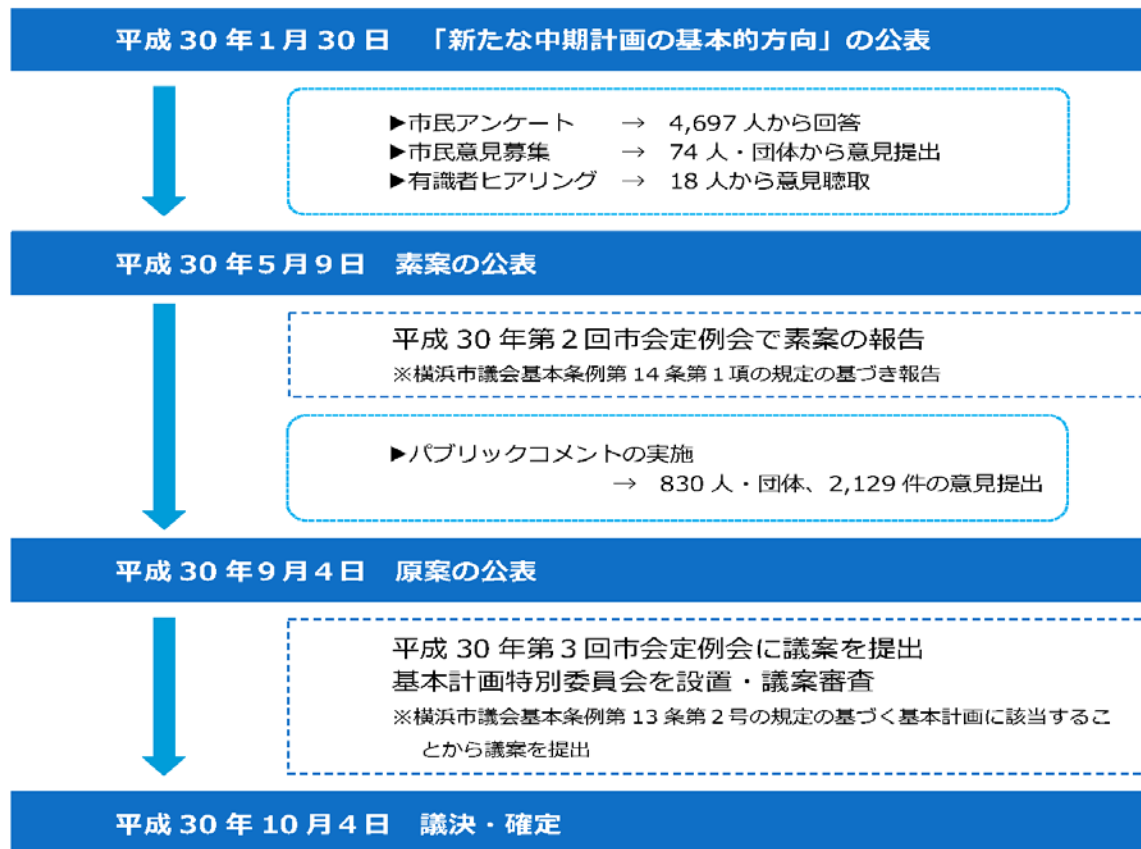 平成 30 年1月 30 日　「新たな中期計画の基本的方向」の公表
▶市民アンケート　→　4,697 人から回答
▶市民意見募集　→　74 人・団体から意見提出
▶有識者ヒアリング　→　18 人から意見聴取
平成 30 年5月9日　素案の公表
平成 30 年第２回市会定例会で素案の報告
※横浜市議会基本条例第 14 条第１項の規定の基づき報告
▶パブリックコメントの実施
→　830 人・団体、2,129 件の意見提出
平成 30 年9月4日　原案の公表
平成 30 年第３回市会定例会に議案を提出
基本計画特別委員会を設置・議案審査
※横浜市議会基本条例第 13 条第２号の規定の基づく基本計画に該当するこ
とから議案を提出
平成 30 年 10 月4日　議決・確定